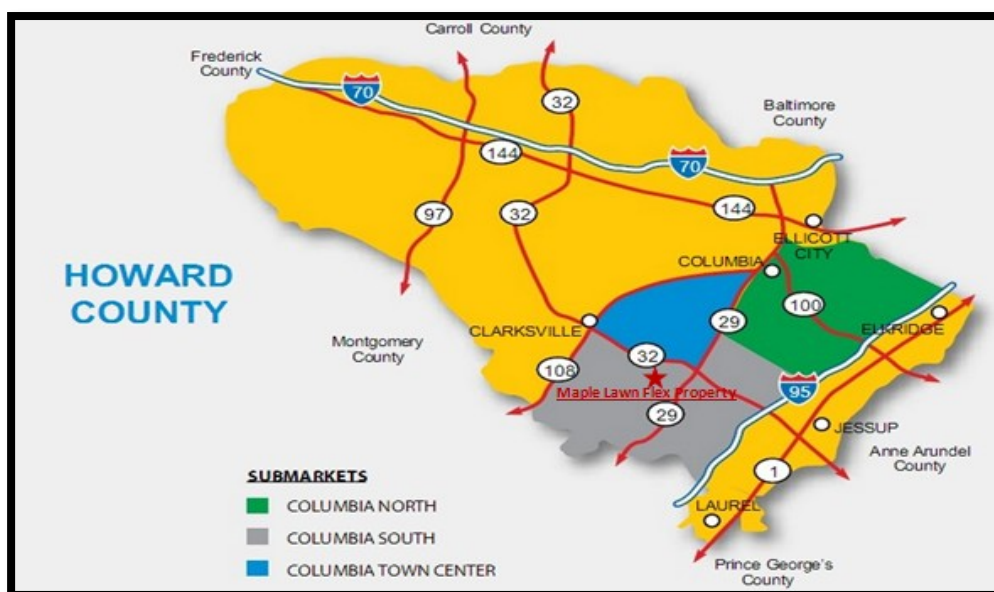 Carroll County
Frederick
County
70
32
Baltimore
County
144
70
97
32
144
ELLICOTT
CITY
COLUMBIA
HOWARD
COUNTY
100
29
CLARKSVILLE
ELKRIDGE
Montgomery
County
32
108
95
Maple Lawn Flex Property
29
JESSUP
Anne Arundel
County
1
SUBMARKETS
COLUMBIA NORTH
LAUREL
COLUMBIA SOUTH
COLUMBIA TOWN CENTER
Prince George's
County